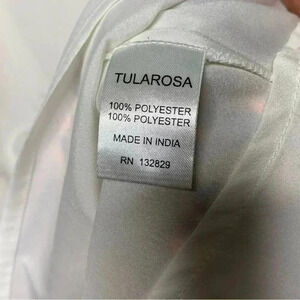 TULAROSA
100% POLYESTER
100% POLYESTER
MADE IN INDIA
RN 132829